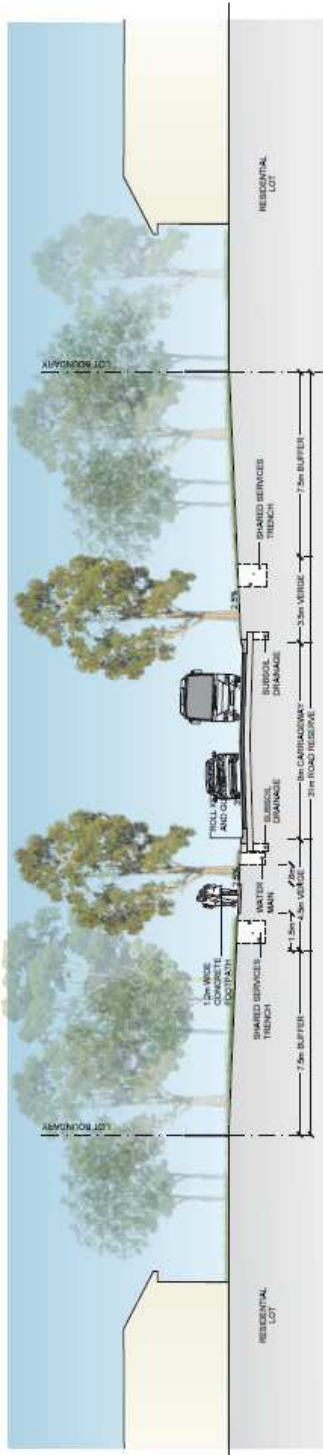 LOT BOUNDARY
LOT BOUNDARY
1.2m WIDE
CONCRETE
FOOTPATH
2.5%
2.5%
RESIDENTIAL
LOT
SHARED SERVICES
TRENCH
WATER
MAIN
SUBSOIL
DRAINAGE
SUBSOIL
DRAINAGE
SHARED SERVICES
TRENCH
RESIDENTIAL
LOT
1.5m
7.5m BUFFER
4.5m VERGE
8m CARRIAGEWAY
3.5m VERGE
7.5m BUFFER
31m ROAD RESERVE